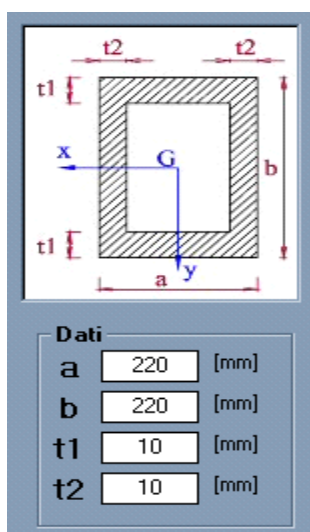 t2 t2
t1
x G b
t1
y
a
Dati
a 220 [mm]
b 220 [mm]
t1 10 [mm]
t2 10 [mm]